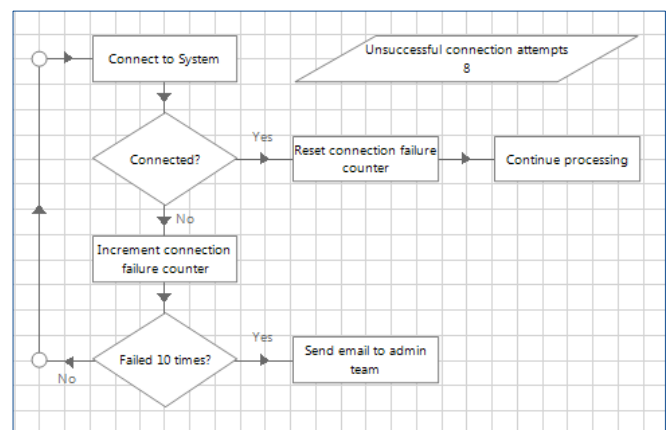 Connect to System
Unsuccessful connection attempts
8
Connected?
Yes
Reset connection failure
counter
Continue processing
No
Increment connection
failure counter
Failed 10 times?
Yes
Send email to admin
team
No